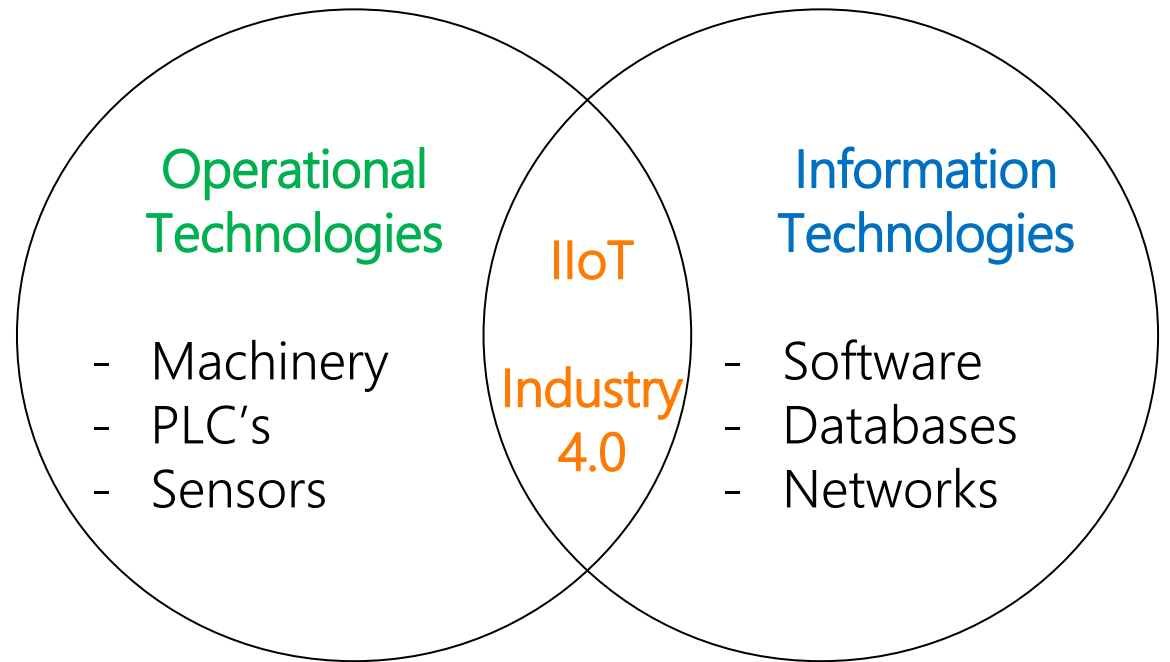 Operational
Technologies
- Machinery
- PLC’s
- Sensors
IIoT
Industry
4.0
Information
Technologies
- Software
- Databases
- Networks